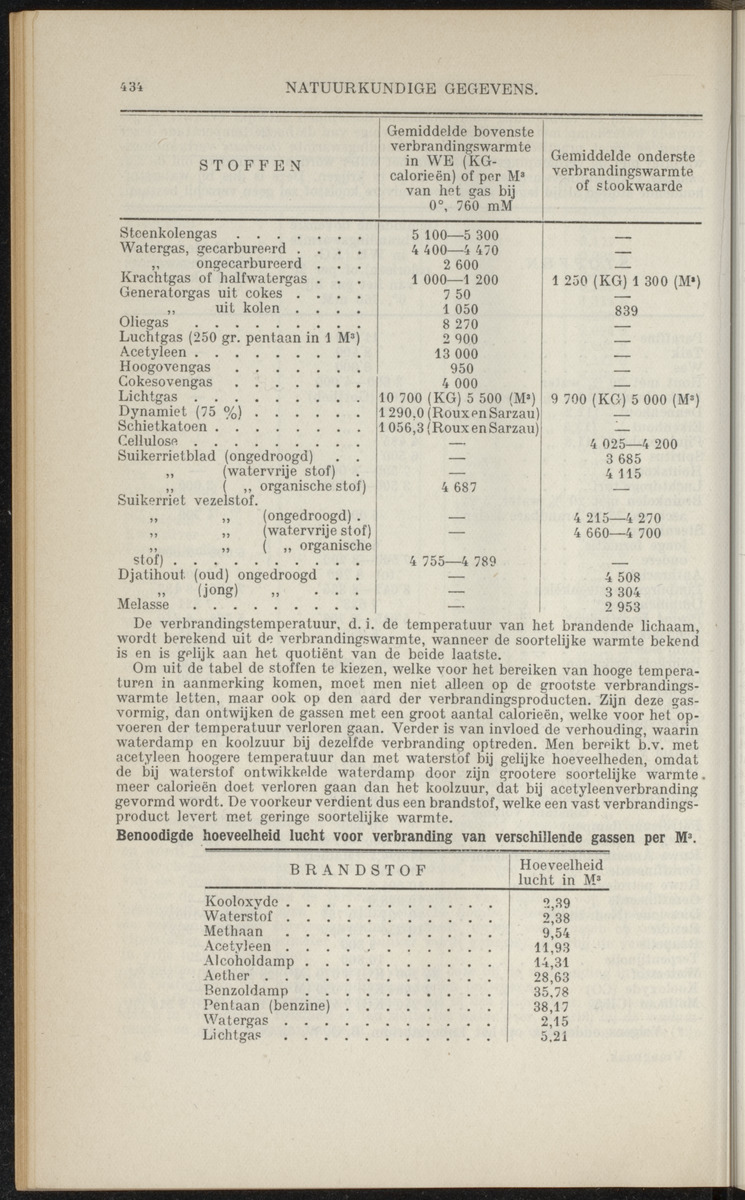 434 NATUURKUNDIGE GEGEVENS.
STOFFEN
Gemiddelde bovenste
verbrandingswarmte
in WE (KG-
calorieën) of per M³
van het gas bij
0°, 760 mM
Gemiddelde onderste
verbrandingswarmte
of stookwaarde
Steenkolengas . . . . . . . 5 100—5 300 —
Watergas, gecarbureerd . . . . 4 400—4 470 —
„ ongecarbureerd . . . 2 600 —
Krachtgas of halfwatergas . . . 1 000—1 200 1 250 (KG) 1 300 (M³)
Generatorgas uit cokes . . . . 7 50 —
„ uit kolen . . . . 1 050 839
Oliegas . . . . . . . . . 8 270 —
Luchtgas (250 gr. pentaan in 1 M³) 2 900 —
Acetyleen . . . . . . . . . 13 000 —
Hoogovengas . . . . . . . 950 —
Cokesovengas . . . . . . . 4 000 —
Lichtgas . . . . . . . . . 10 700 (KG) 5 500 (M³) 9 700 (KG) 5 000 (M³)
Dynamiet (75 %) . . . . . . 1 290,0 (Roux en Sarzau) —
Schietkatoen . . . . . . . . 1 056,3 (Roux en Sarzau) —
Cellulose . . . . . . . . . — 4 025—4 200
Suikerrietblad (ongedroogd) . . — 3 685
„ (watervrije stof) . — 4 115
„ ( „ organische stof) 4 687 —
Suikerriet vezelstof.
„ „ (ongedroogd) . — 4 215—4 270
„ „ (watervrije stof) — 4 660—4 700
„ „ ( „ organische
stof) . . . . . . . . . . 4 755—4 789 —
Djatihout (oud) ongedroogd . . — 4 508
„ (jong) „ . . . — 3 304
Melasse . . . . . . . . . — 2 953
De verbrandingstemperatuur, d. i. de temperatuur van het brandende lichaam,
wordt berekend uit de verbrandingswarmte, wanneer de soortelijke warmte bekend
is en is gelijk aan het quotiënt van de beide laatste.
Om uit de tabel de stoffen te kiezen, welke voor het bereiken van hooge tempera-
turen in aanmerking komen, moet men niet alleen op de grootste verbrandings-
warmte letten, maar ook op den aard der verbrandingsproducten. Zijn deze gas-
vormig, dan ontwijken de gassen met een groot aantal calorieën, welke voor het op-
voeren der temperatuur verloren gaan. Verder is van invloed de verhouding, waarin
waterdamp en koolzuur bij dezelfde verbranding optreden. Men bereikt b.v. met
acetyleen hoogere temperatuur dan met waterstof bij gelijke hoeveelheden, omdat
de bij waterstof ontwikkelde waterdamp door zijn grootere soortelijke warmte
meer calorieën doet verloren gaan dan het koolzuur, dat bij acetyleenverbranding
gevormd wordt. De voorkeur verdient dus een brandstof, welke een vast verbrandings-
product levert met geringe soortelijke warmte.
Benoodigde hoeveelheid lucht voor verbranding van verschillende gassen per M³.
BRANDSTOF
Hoeveelheid
lucht in M³
Kooloxyde . . . . . . . . . . . 2,39
Waterstof . . . . . . . . . . . 2,38
Methaan . . . . . . . . . . . 9,54
Acetyleen . . . . . . . . . . . 11,93
Alcoholdamp . . . . . . . . . . 14,31
Aether . . . . . . . . . . . . 28,63
Benzoldamp . . . . . . . . . . 35,78
Pentaan (benzine) . . . . . . . . 38,17
Watergas . . . . . . . . . . . 2,15
Lichtgas . . . . . . . . . . . 5,21